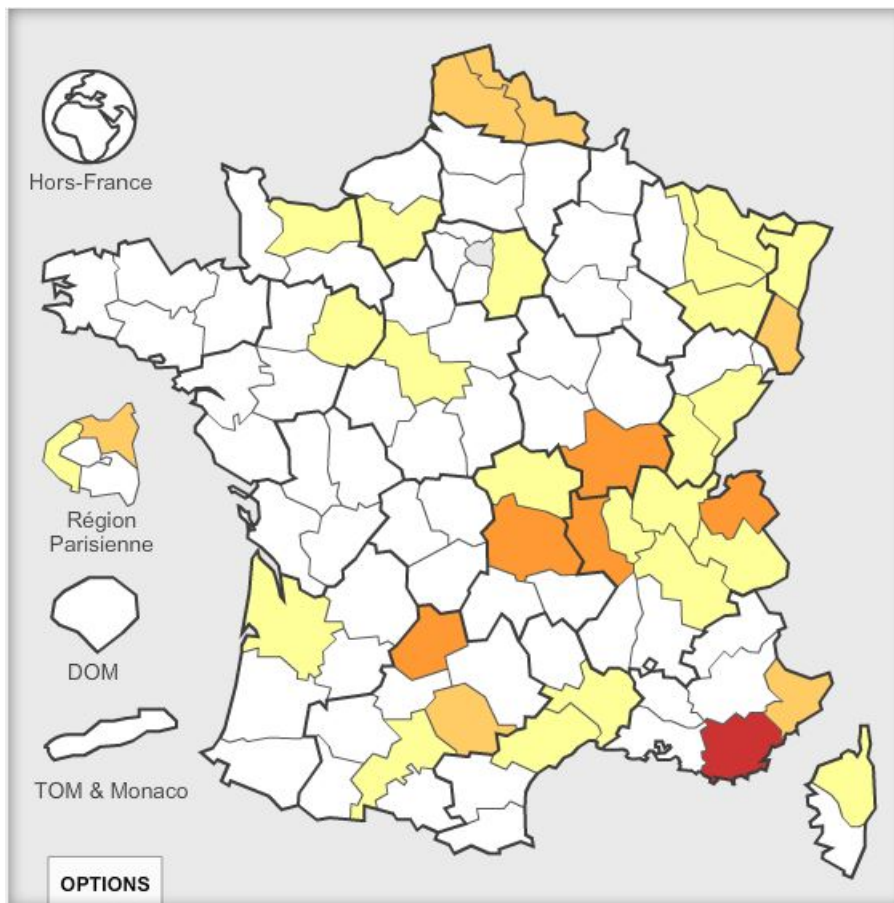 Hors-France
Région
Parisienne
DOM
TOM & Monaco
OPTIONS